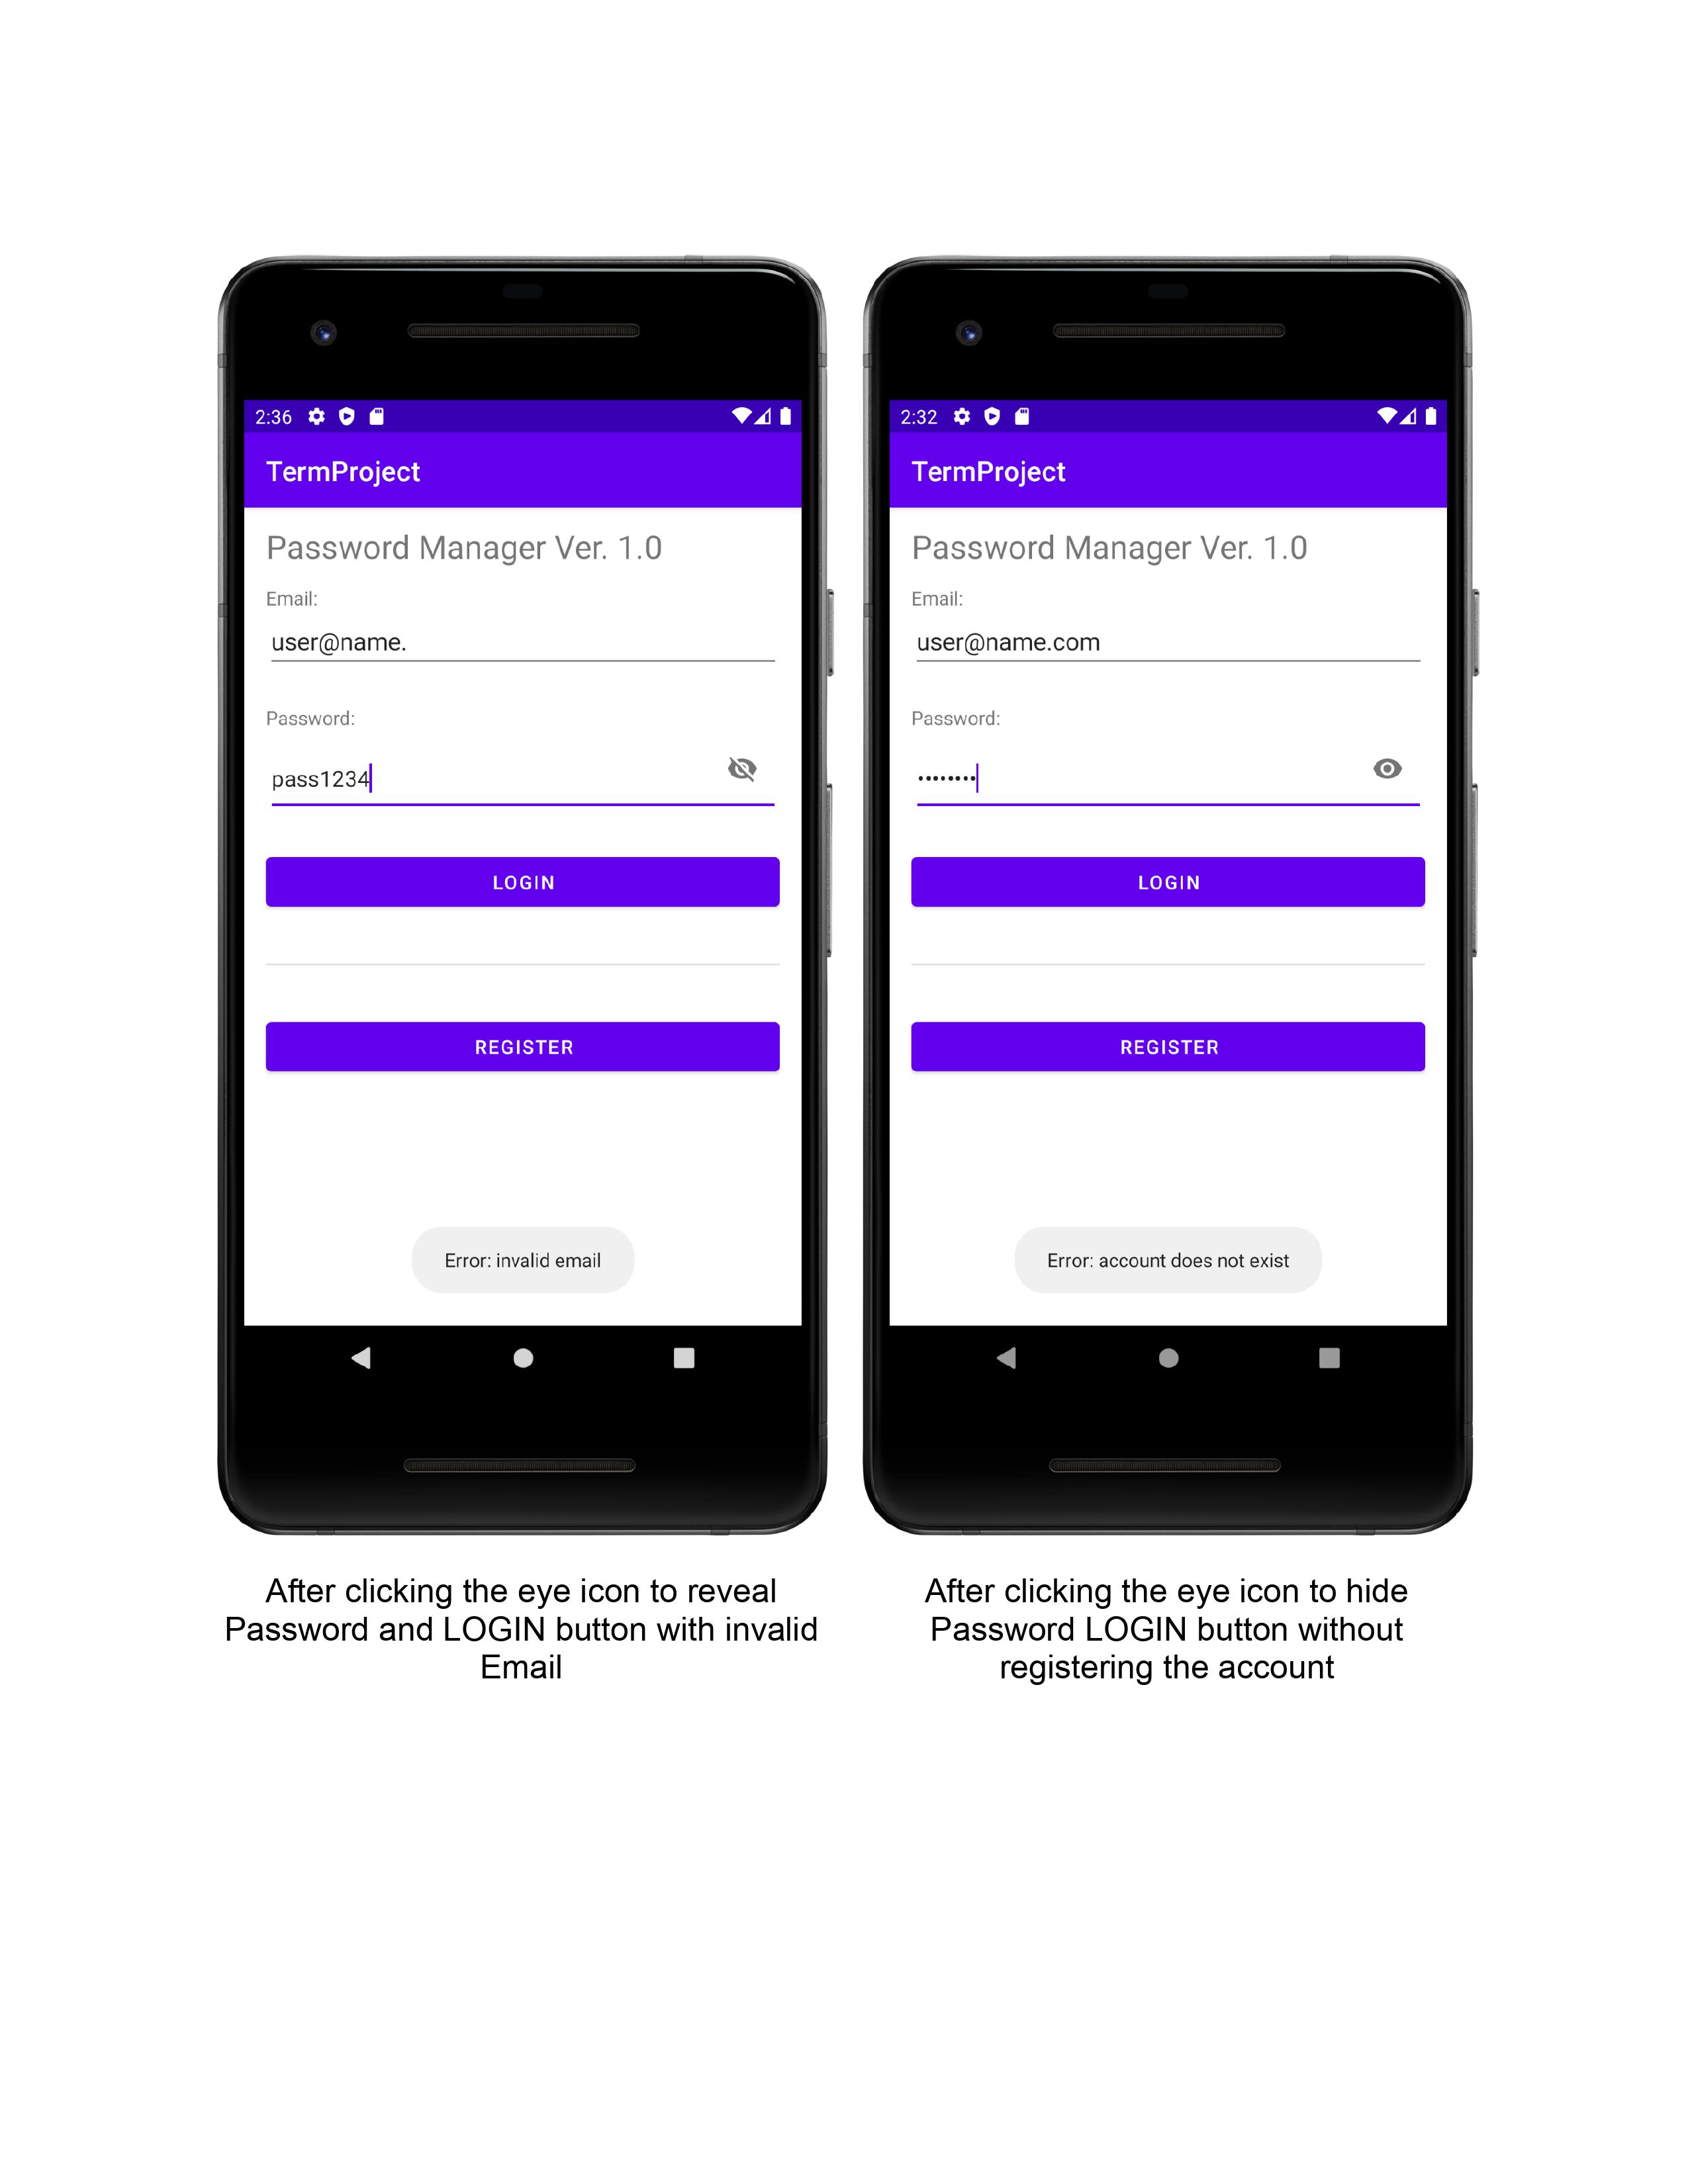 2:36
TermProject
Password Manager Ver. 1.0
Email:
user@name.
Password:
pass1234
LOGIN
REGISTER
Error: invalid email
After clicking the eye icon to reveal
Password and LOGIN button with invalid
Email
2:32
TermProject
Password Manager Ver. 1.0
Email:
user@name.com
Password:
••••••••
LOGIN
REGISTER
Error: account does not exist
After clicking the eye icon to hide
Password LOGIN button without
registering the account